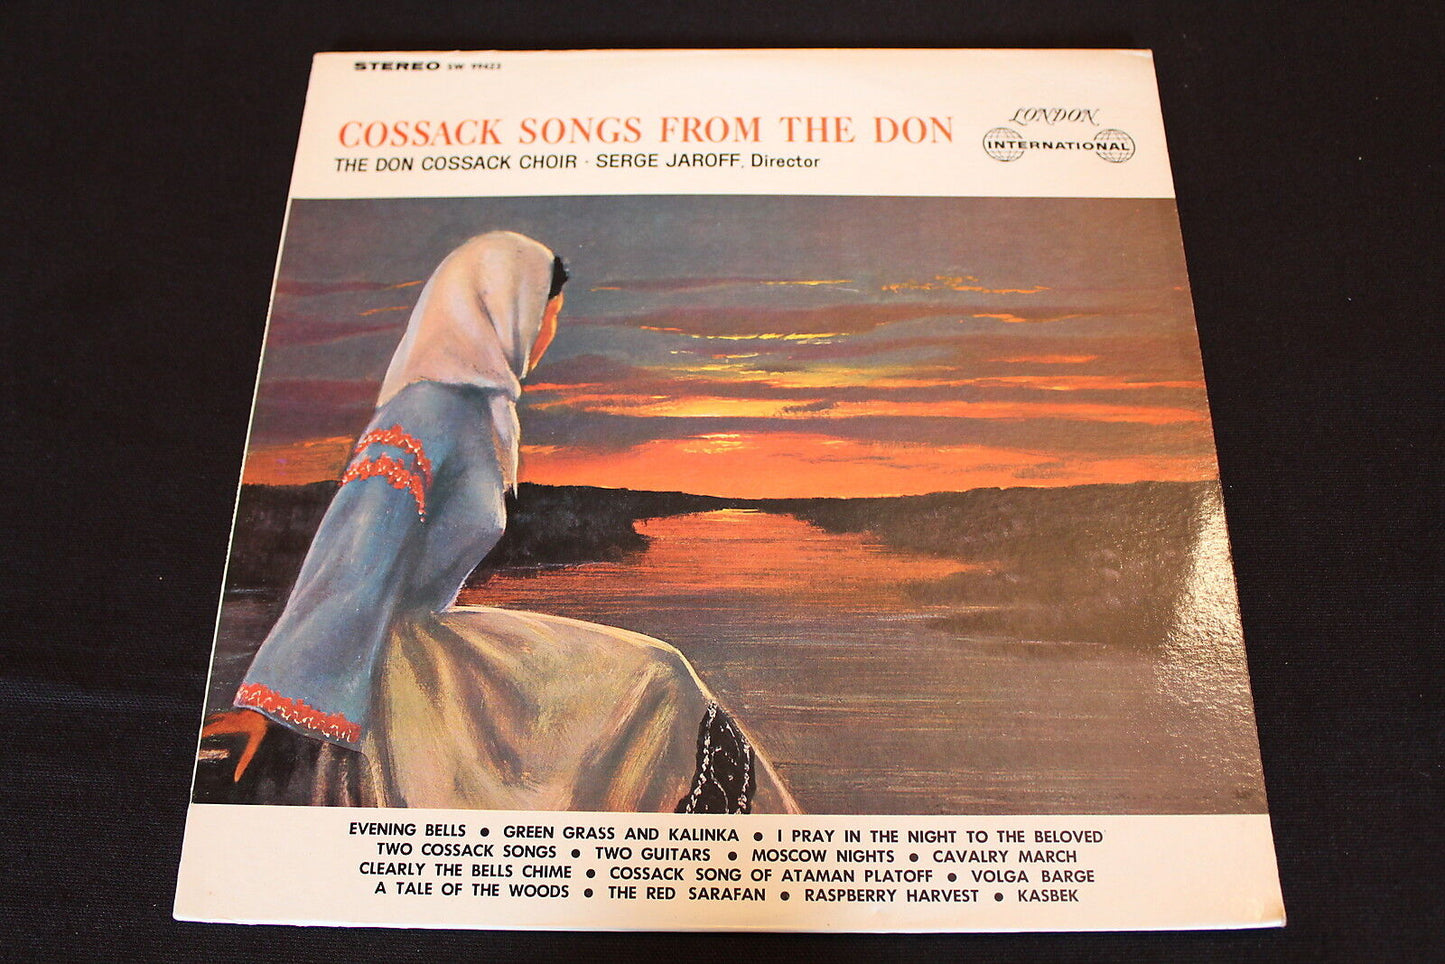 STEREO SW 99423
COSSACK SONGS FROM THE DON
THE DON COSSACK CHOIR · SERGE JAROFF, Director
LONDON
INTERNATIONAL
EVENING BELLS ● GREEN GRASS AND KALINKA ● I PRAY IN THE NIGHT TO THE BELOVED
TWO COSSACK SONGS ● TWO GUITARS ● MOSCOW NIGHTS ● CAVALRY MARCH
CLEARLY THE BELLS CHIME ● COSSACK SONG OF ATAMAN PLATOFF ● VOLGA BARGE
A TALE OF THE WOODS ● THE RED SARAFAN ● RASPBERRY HARVEST ● KASBEK